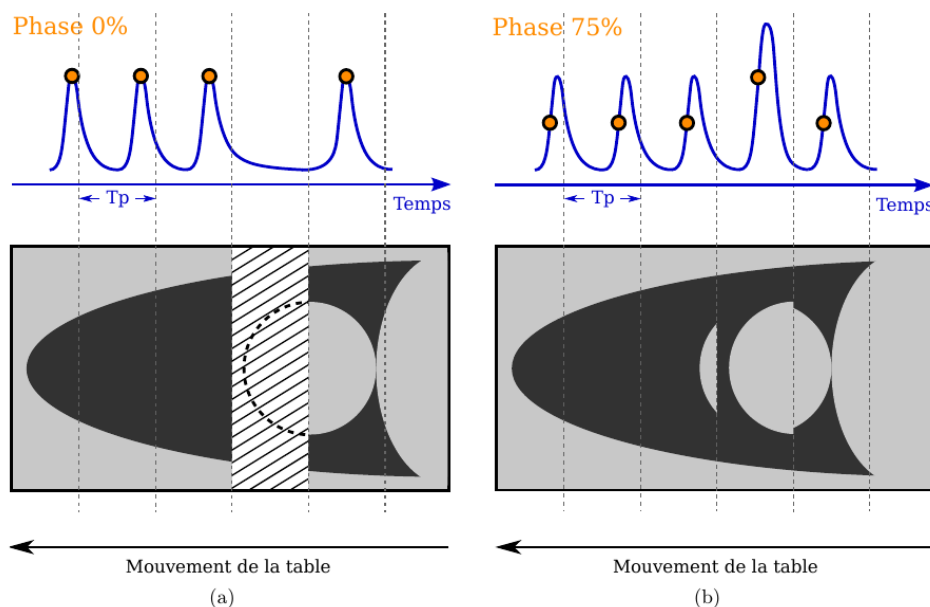 Phase 0%
Tp
Temps
Mouvement de la table
(a)
Phase 75%
Tp
Temps
Mouvement de la table
(b)